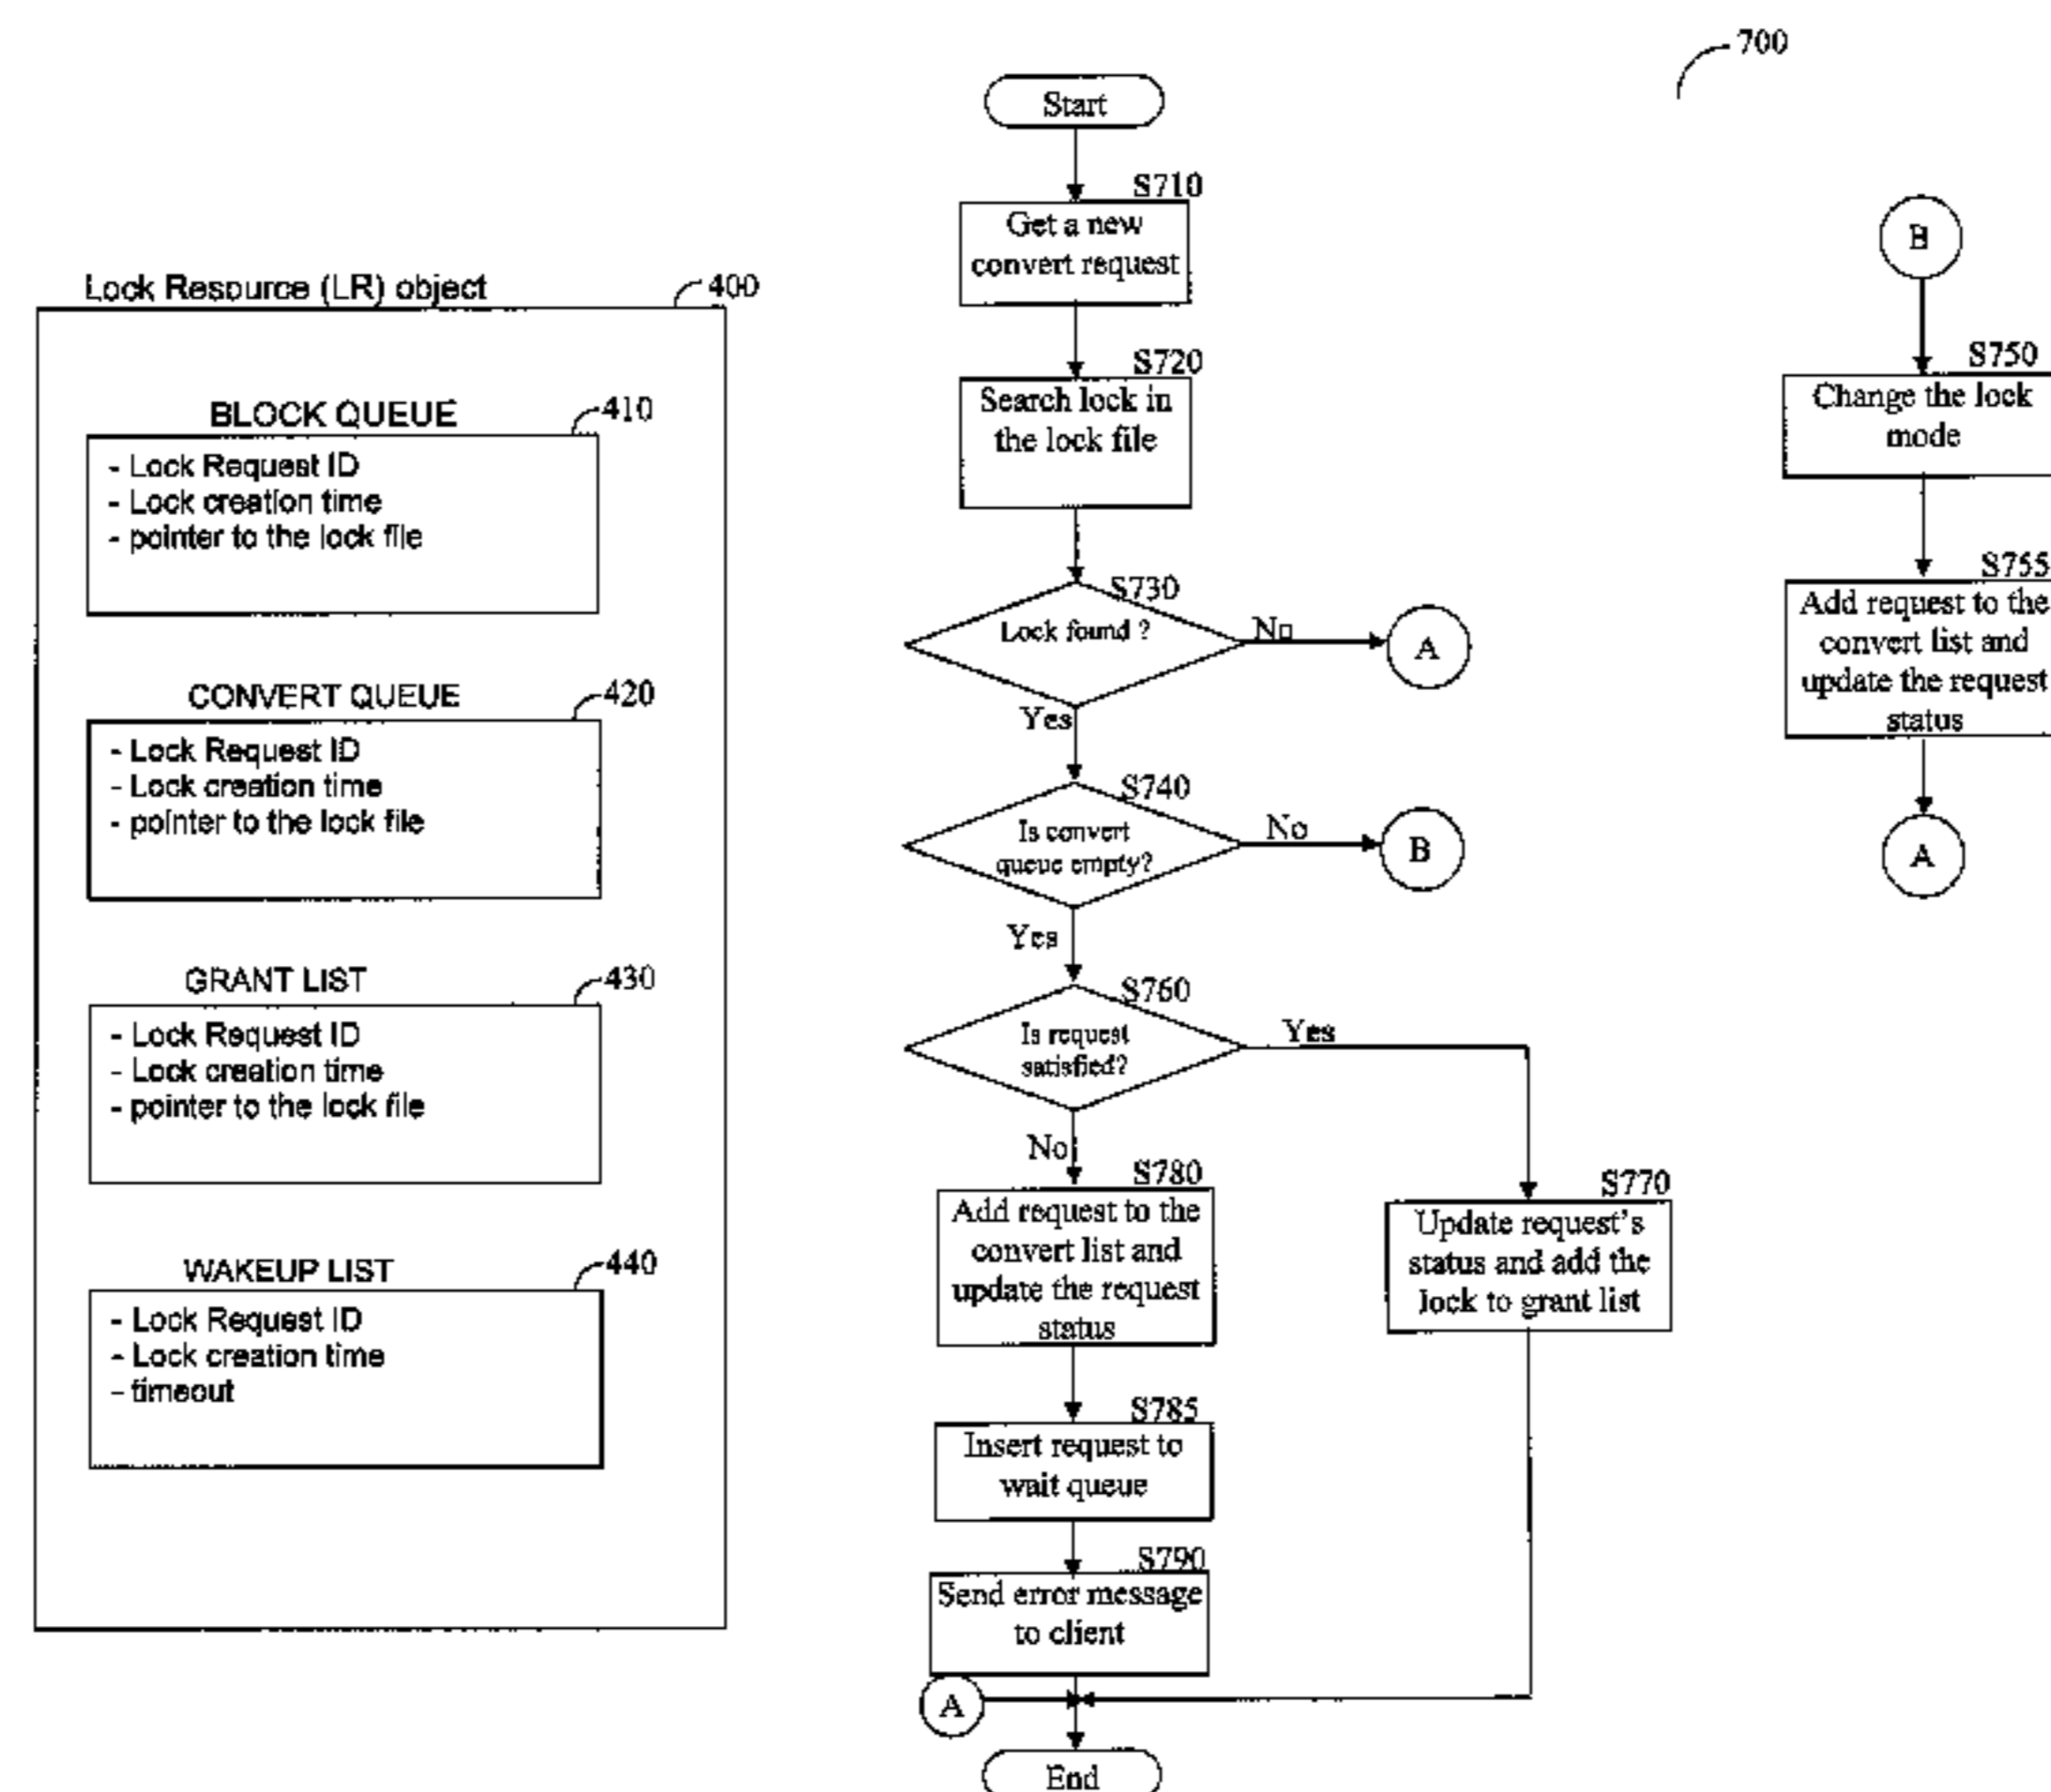 Lock Resource (LR) object
400
BLOCK QUEUE
410
- Lock Request ID
- Lock creation time
- pointer to the lock file
CONVERT QUEUE
420
- Lock Request ID
- Lock creation time
- pointer to the lock file
GRANT LIST
430
- Lock Request ID
- Lock creation time
- pointer to the lock file
WAKEUP LIST
440
- Lock Request ID
- Lock creation time
- timeout
700
Start
S710
Get a new
convert request
S720
Search lock in
the lock file
S730
Lock found ?
No
A
Yes
S740
Is convert
queue empty?
No
B
Yes
S760
Is request
satisfied?
Yes
No
S780
Add request to the
convert list and
update the request
status
S770
Update request's
status and add the
lock to grant list
S785
Insert request to
wait queue
S790
Send error message
to client
A
End
B
S750
Change the lock
mode
S755
Add request to the
convert list and
update the request
status
A